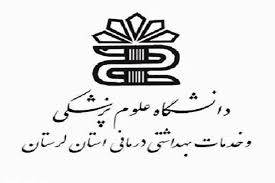 دانشگاه علوم پزشکی
و خدمات بهداشتی درمانی استان لرستان